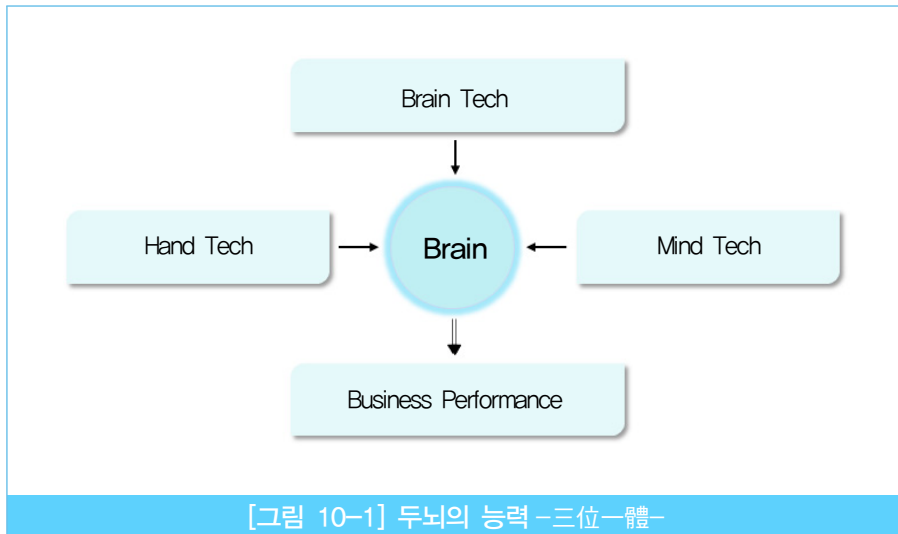 Brain Tech
Hand Tech
Brain
Mind Tech
Business Performance
[그림 10-1] 두뇌의 능력 -三位一體-